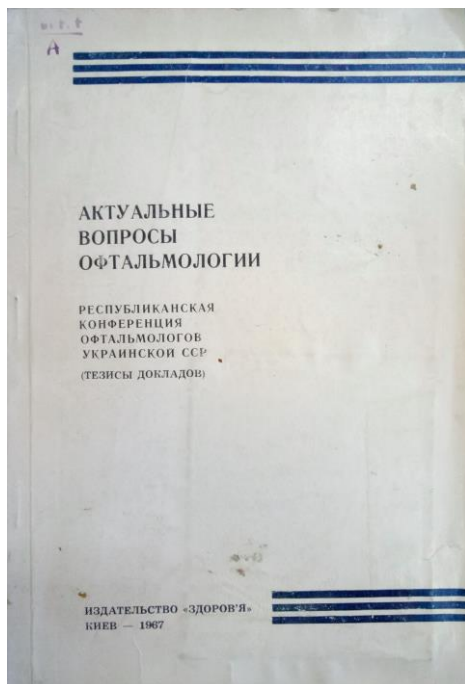 А
АКТУАЛЬНЫЕ
ВОПРОСЫ
ОФТАЛЬМОЛОГИИ
РЕСПУБЛИКАНСКАЯ
КОНФЕРЕНЦИЯ
ОФТАЛЬМОЛОГОВ
УКРАИНСКОЙ ССР
(ТЕЗИСЫ ДОКЛАДОВ)
ИЗДАТЕЛЬСТВО «ЗДОРОВ'Я»
КИЕВ — 1967